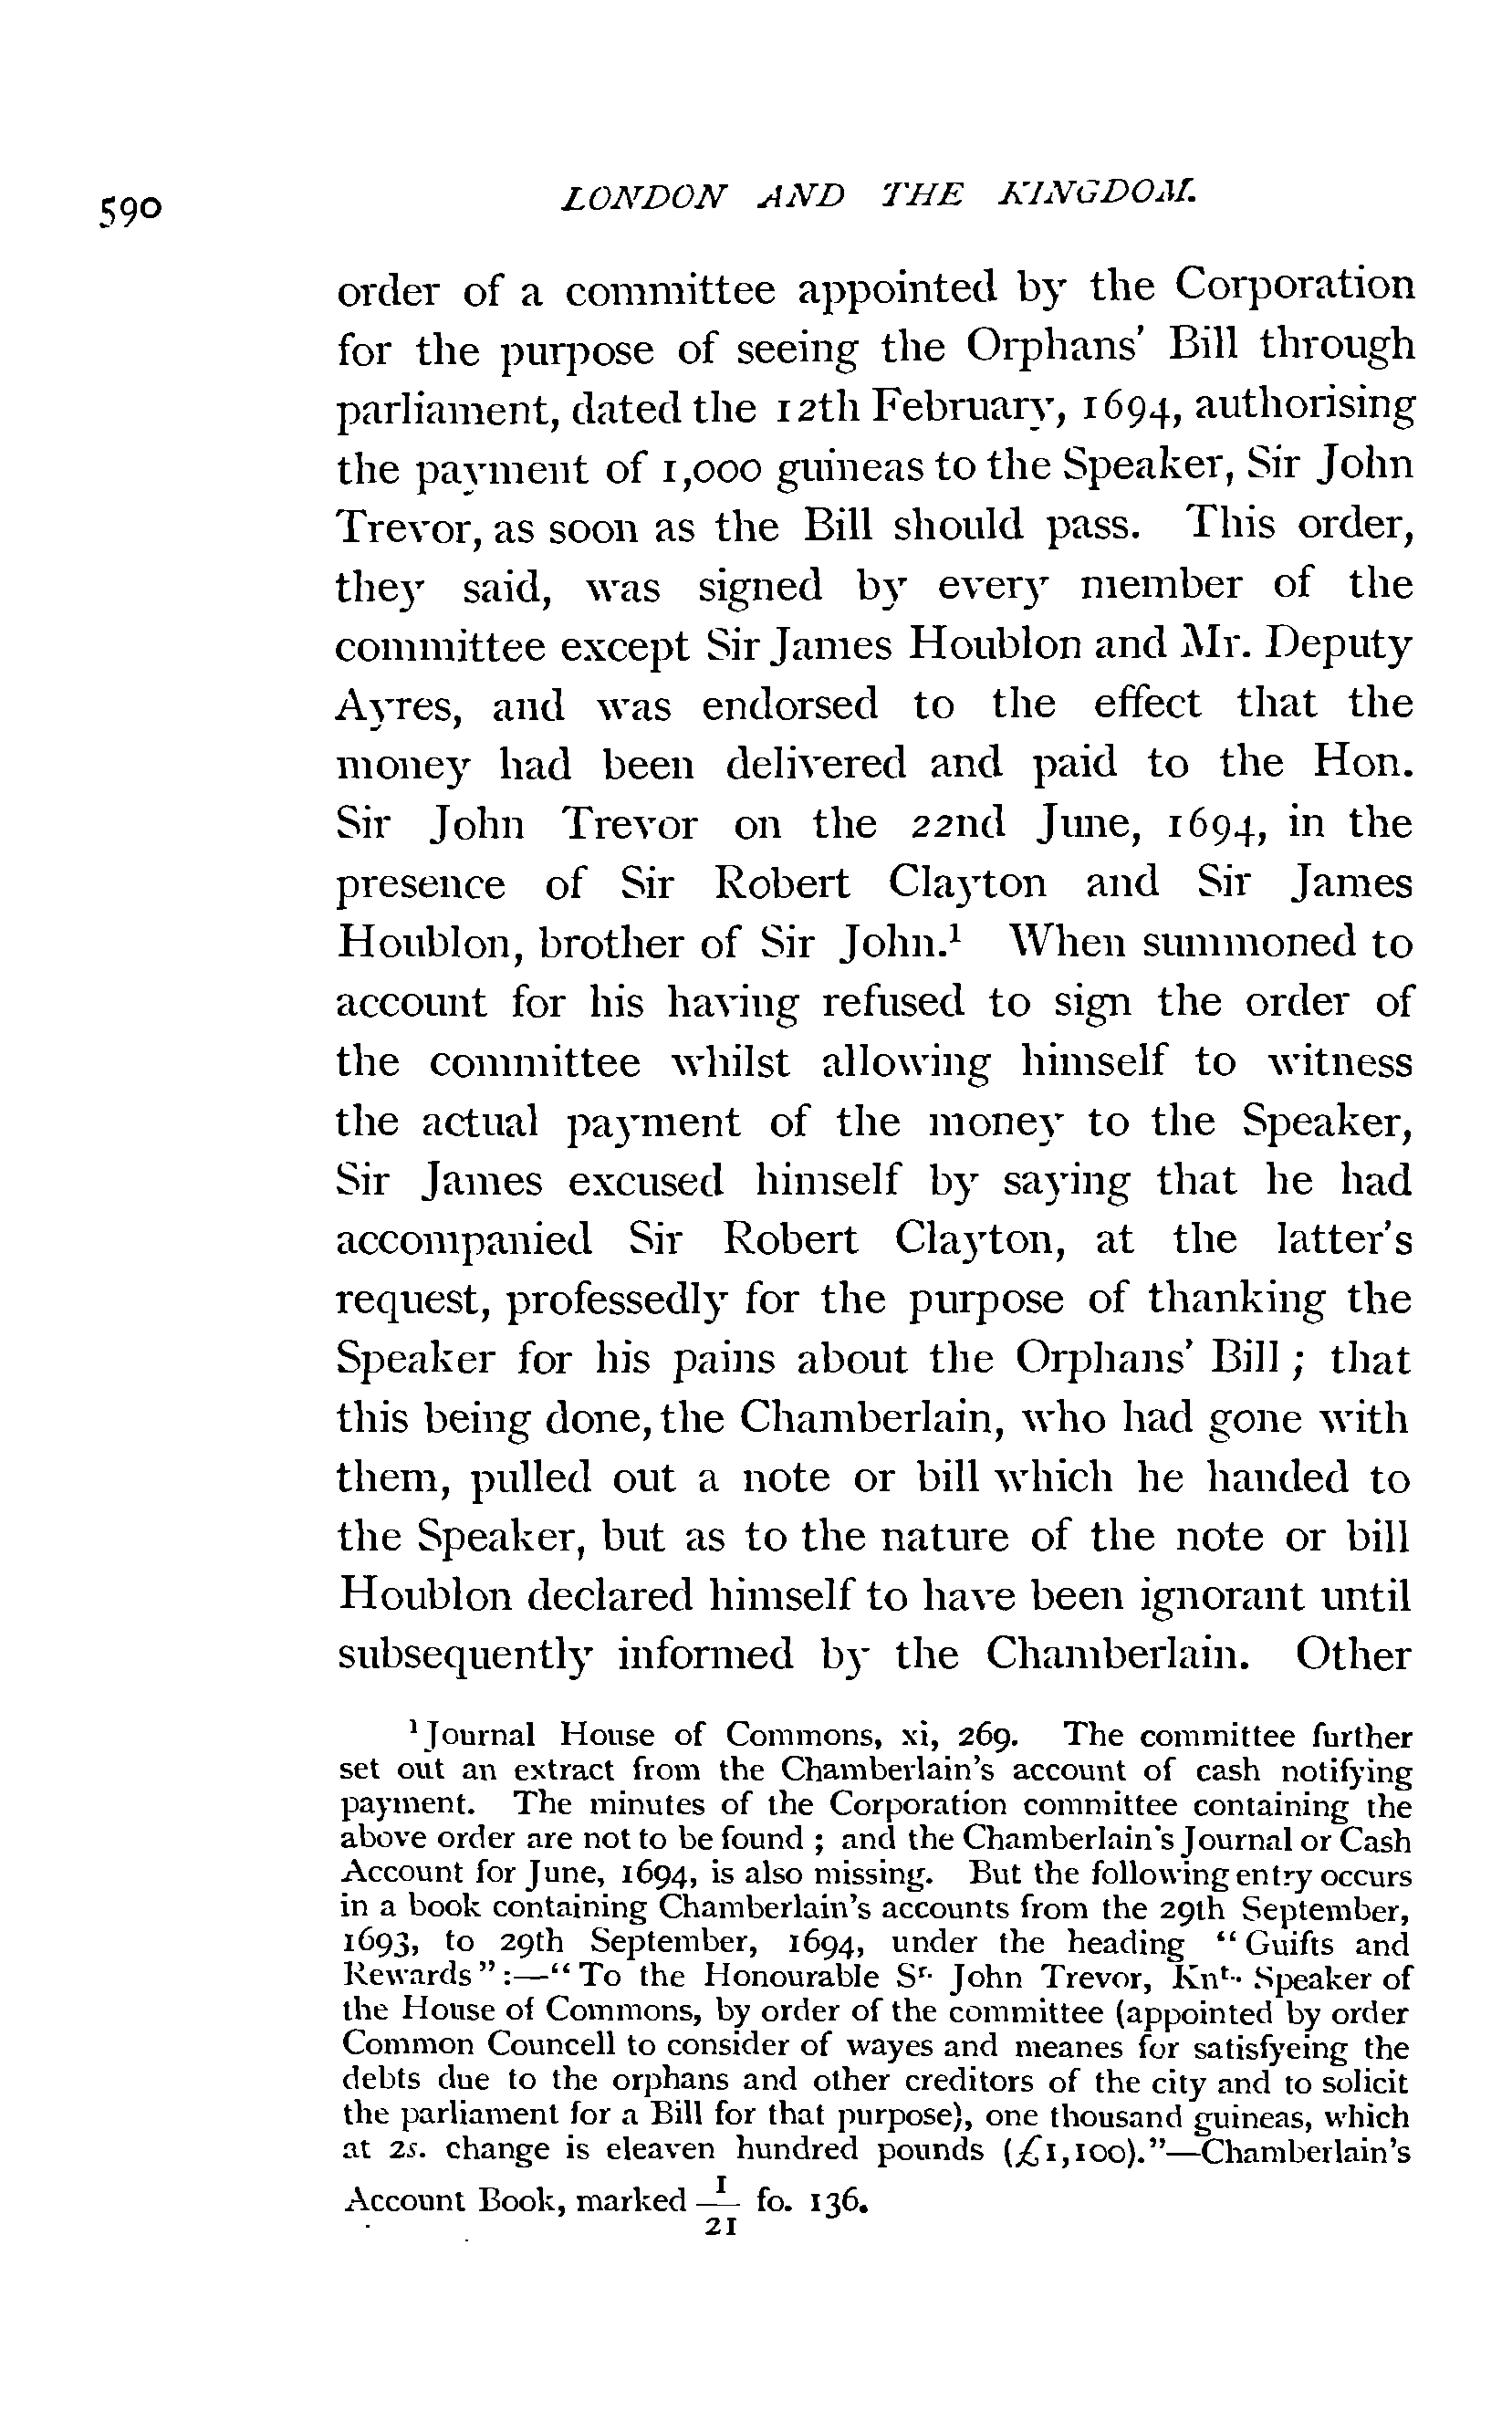 590
LONDON AND THE KINGDOM.
order of a committee appointed by the Corporation
for the purpose of seeing the Orphans' Bill through
parliament, dated the 12th February, 1694, authorising
the payment of 1,000 guineas to the Speaker, Sir John
Trevor, as soon as the Bill should pass. This order,
they said, was signed by every member of the
committee except Sir James Houblon and Mr. Deputy
Ayres, and was endorsed to the effect that the
money had been delivered and paid to the Hon.
Sir John Trevor on the 22nd June, 1694, in the
presence of Sir Robert Clayton and Sir James
Houblon, brother of Sir John.¹ When summoned to
account for his having refused to sign the order of
the committee whilst allowing himself to witness
the actual payment of the money to the Speaker,
Sir James excused himself by saying that he had
accompanied Sir Robert Clayton, at the latter's
request, professedly for the purpose of thanking the
Speaker for his pains about the Orphans' Bill; that
this being done, the Chamberlain, who had gone with
them, pulled out a note or bill which he handed to
the Speaker, but as to the nature of the note or bill
Houblon declared himself to have been ignorant until
subsequently informed by the Chamberlain. Other
¹ Journal House of Commons, xi, 269. The committee further
set out an extract from the Chamberlain's account of cash notifying
payment. The minutes of the Corporation committee containing the
above order are not to be found; and the Chamberlain's Journal or Cash
Account for June, 1694, is also missing. But the following entry occurs
in a book containing Chamberlain's accounts from the 29th September,
1693, to 29th September, 1694, under the heading "Guifts and
Rewards":—"To the Honourable Sr. John Trevor, Knt.. Speaker of
the House of Commons, by order of the committee (appointed by order
Common Councell to consider of wayes and meanes for satisfyeing the
debts due to the orphans and other creditors of the city and to solicit
the parliament for a Bill for that purpose), one thousand guineas, which
at 2s. change is eleaven hundred pounds (£1,100)."—Chamberlain's
Account Book, marked 1/21 fo. 136.